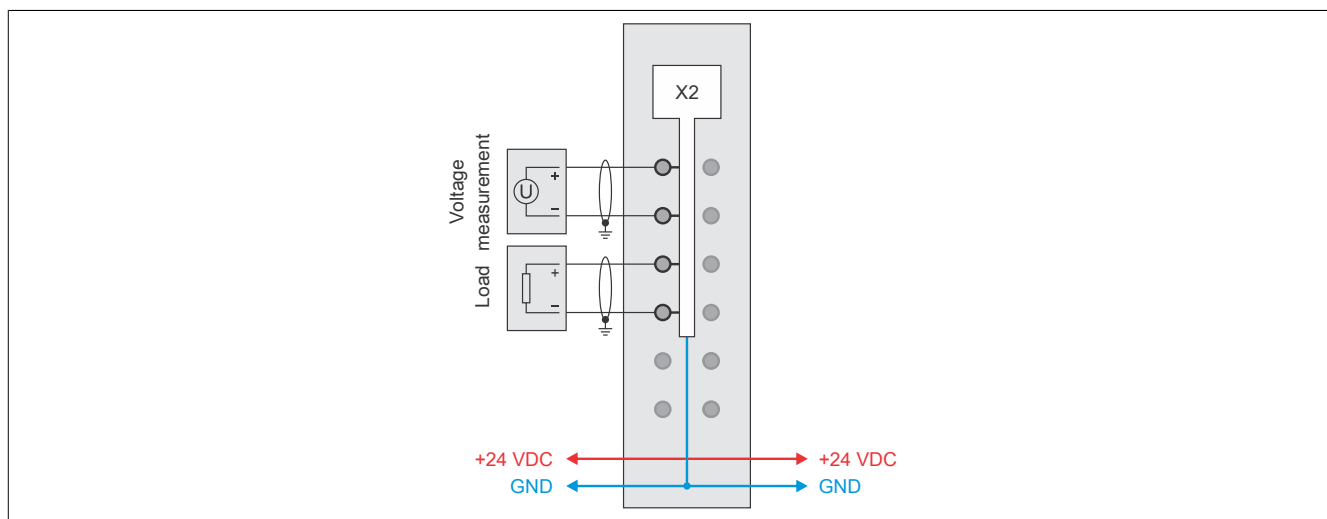 X2
Voltage
measurement
+
U
−
Load
+
−
+24 VDC
+24 VDC
GND
GND